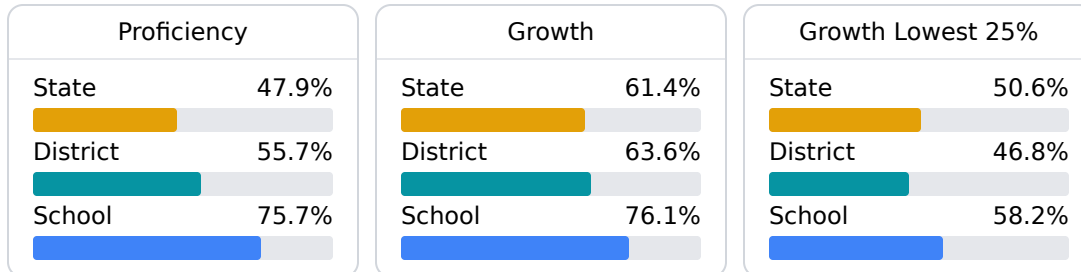 Proficiency
State 47.9%
District 55.7%
School 75.7%
Growth
State 61.4%
District 63.6%
School 76.1%
Growth Lowest 25%
State 50.6%
District 46.8%
School 58.2%